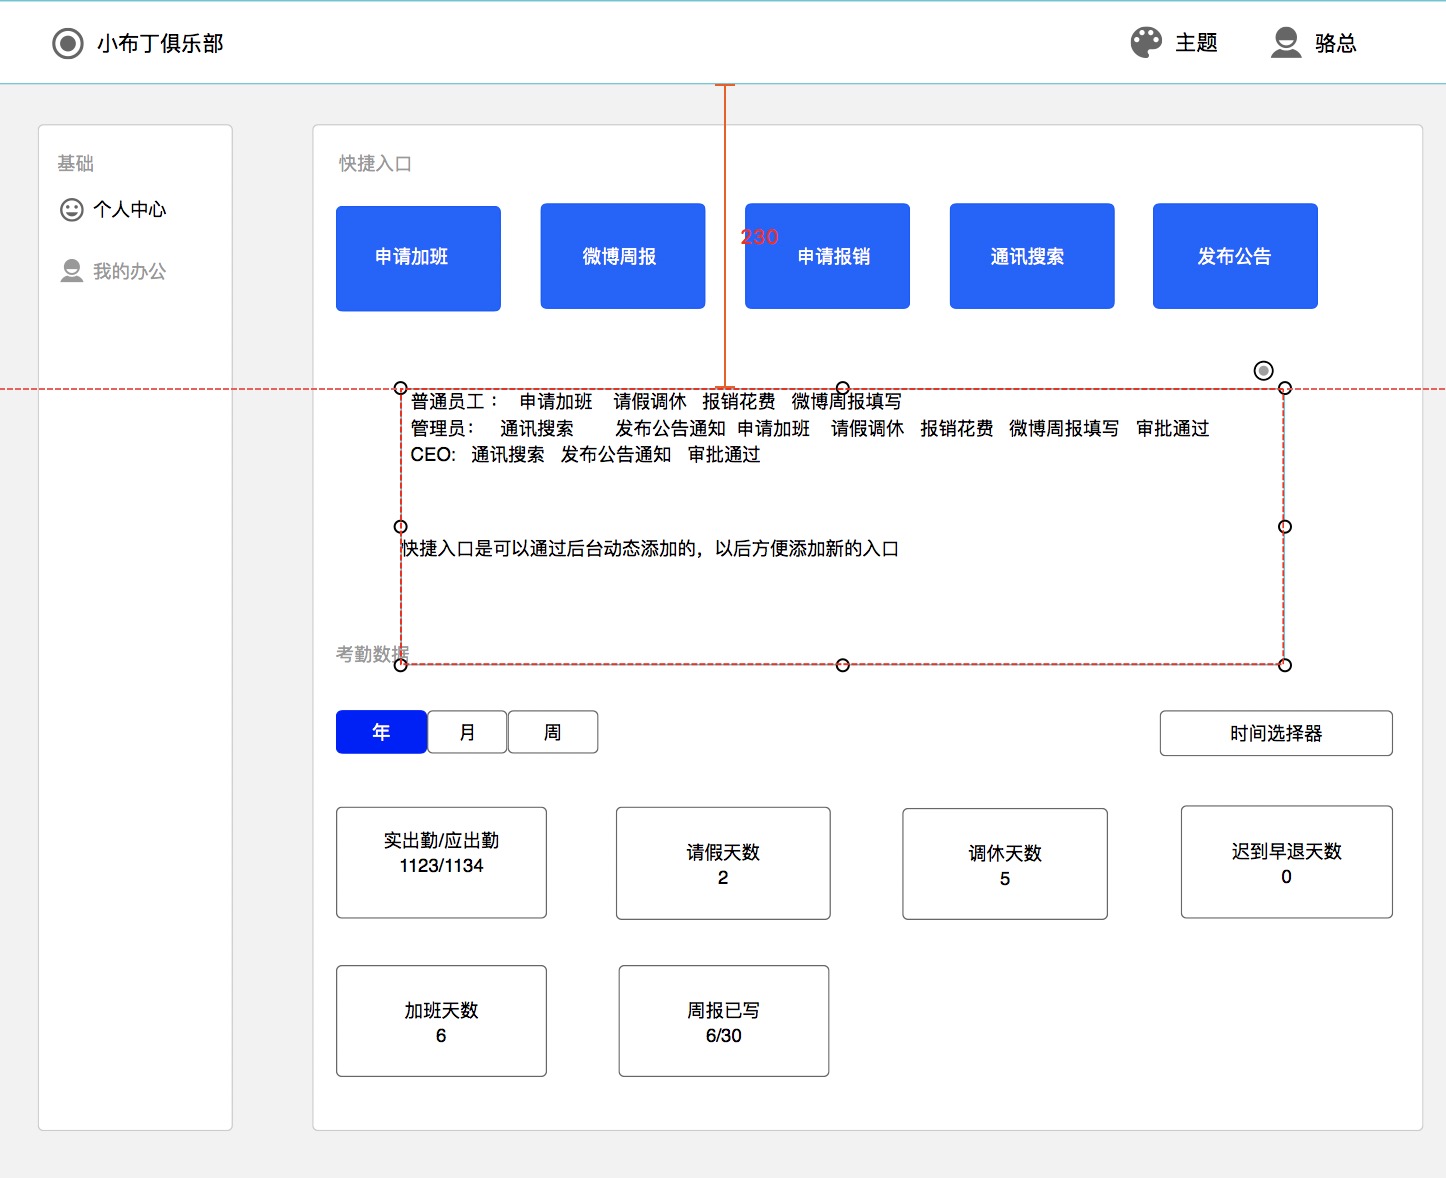 小布丁俱乐部
主题
骆总
基础
个人中心
我的办公
快捷入口
申请加班
微博周报
230
申请报销
通讯搜索
发布公告
普通员工： 申请加班 请假调休 报销花费 微博周报填写
管理员： 通讯搜索 发布公告通知 申请加班 请假调休 报销花费 微博周报填写 审批通过
CEO: 通讯搜索 发布公告通知 审批通过
快捷入口是可以通过后台动态添加的，以后方便添加新的入口
考勤数据
年
月
周
时间选择器
实出勤/应出勤
1123/1134
请假天数
2
调休天数
5
迟到早退天数
0
加班天数
6
周报已写
6/30